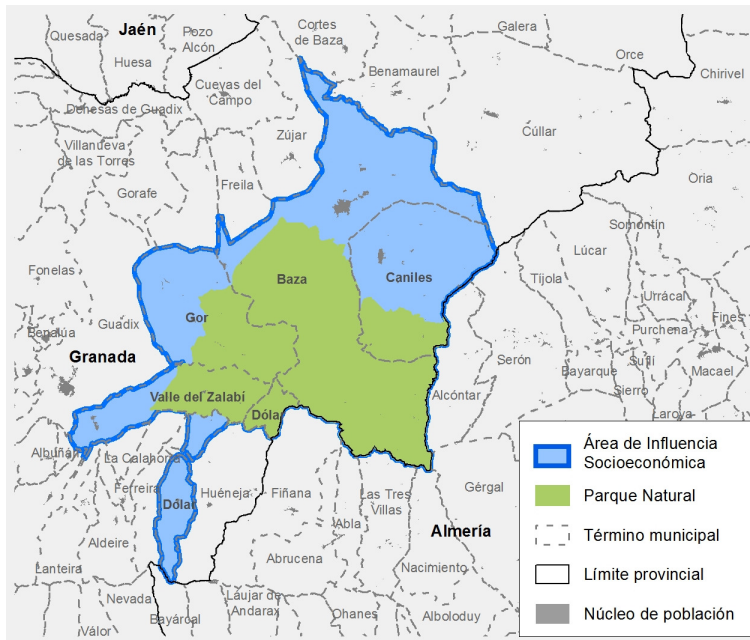 Jaén
Quesada
Pozo
Alcón
Huesa
Cortes
de Baza
Galera
Orce
Chirivel
Benamaurel
Cuevas del
Campo
Dehesas de Guadix
Cúllar
Villanueva
de las Torres
Zújar
Freila
Gorafe
Oria
Somontín
Lúcar
Fonelas
Baza
Caniles
Tíjola
Urrácal
Fines
Guadix
Gor
Purchena
Benalúa
Granada
Serón
Suflí
Bayarque
Macael
Sierro
Valle del Zalabí
Alcóntar
Dólar
Laroya
Albuñán
La Calahorra
Ferreira
Huéneja
Fiñana
Las Tres
Villas
Gérgal
Dólar
Abla
Almería
Aldeire
Abrucena
Lanteira
Nacimiento
Nevada
Bayárcal
Láujar de
Andarax
Ohanes
Alboloduy
Válor
Área de Influencia
Socioeconómica
Parque Natural
Término municipal
Límite provincial
Núcleo de población